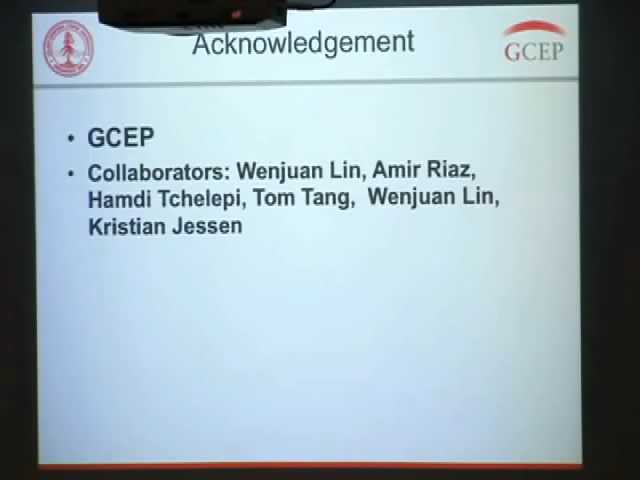 Acknowledgement
GCEP
• GCEP
• Collaborators: Wenjuan Lin, Amir Riaz,
Hamdi Tchelepi, Tom Tang, Wenjuan Lin,
Kristian Jessen